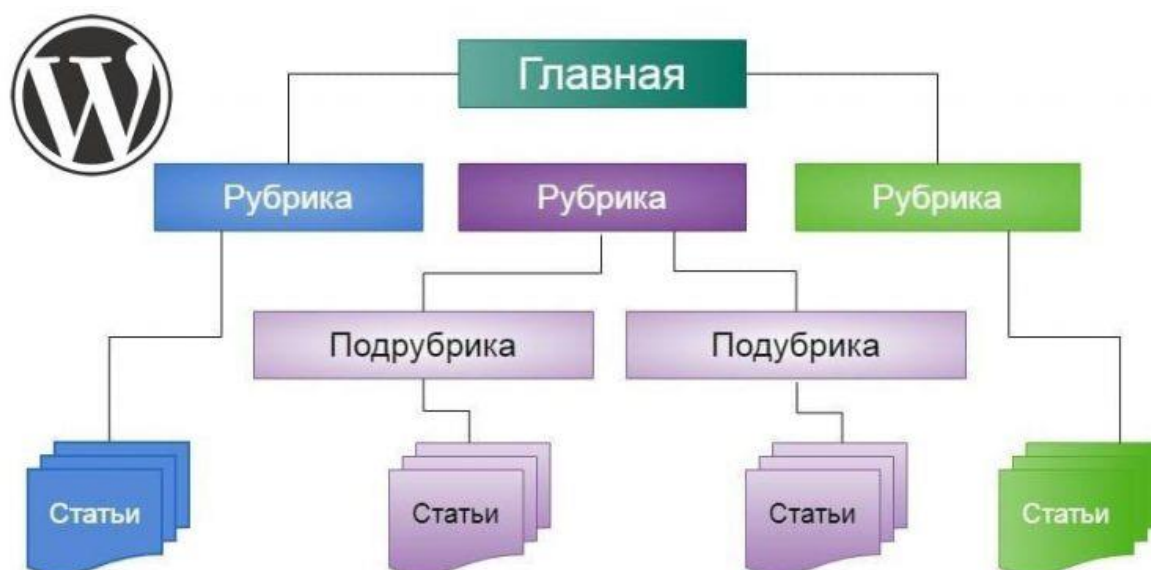 Главная
Рубрика
Рубрика
Рубрика
Подрубрика
Подубрика
Статьи
Статьи
Статьи
Статьи